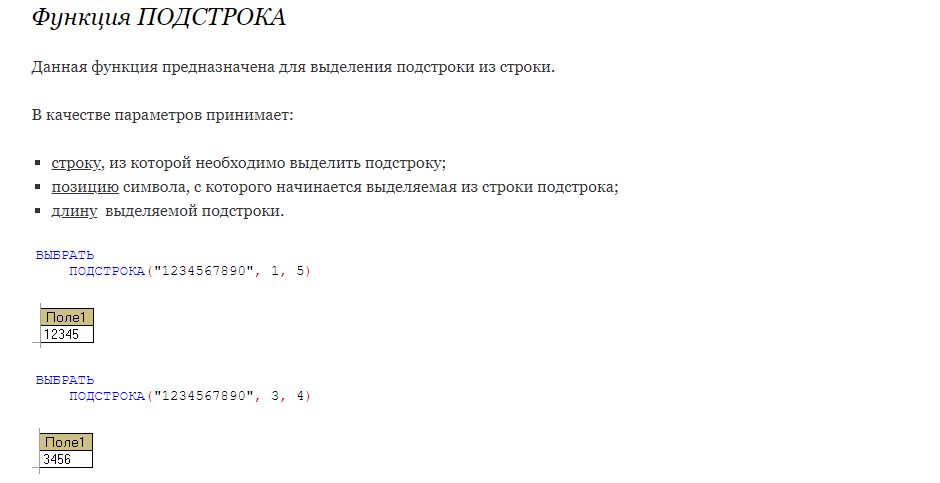 Функция ПОДСТРОКА
Данная функция предназначена для выделения подстроки из строки.
В качестве параметров принимает:
▪ строку, из которой необходимо выделить подстроку;
▪ позицию символа, с которого начинается выделяемая из строки подстрока;
▪ длину выделяемой подстроки.
ВЫБРАТЬ
ПОДСТРОКА("1234567890", 1, 5)
Поле1
12345
ВЫБРАТЬ
ПОДСТРОКА("1234567890", 3, 4)
Поле1
3456